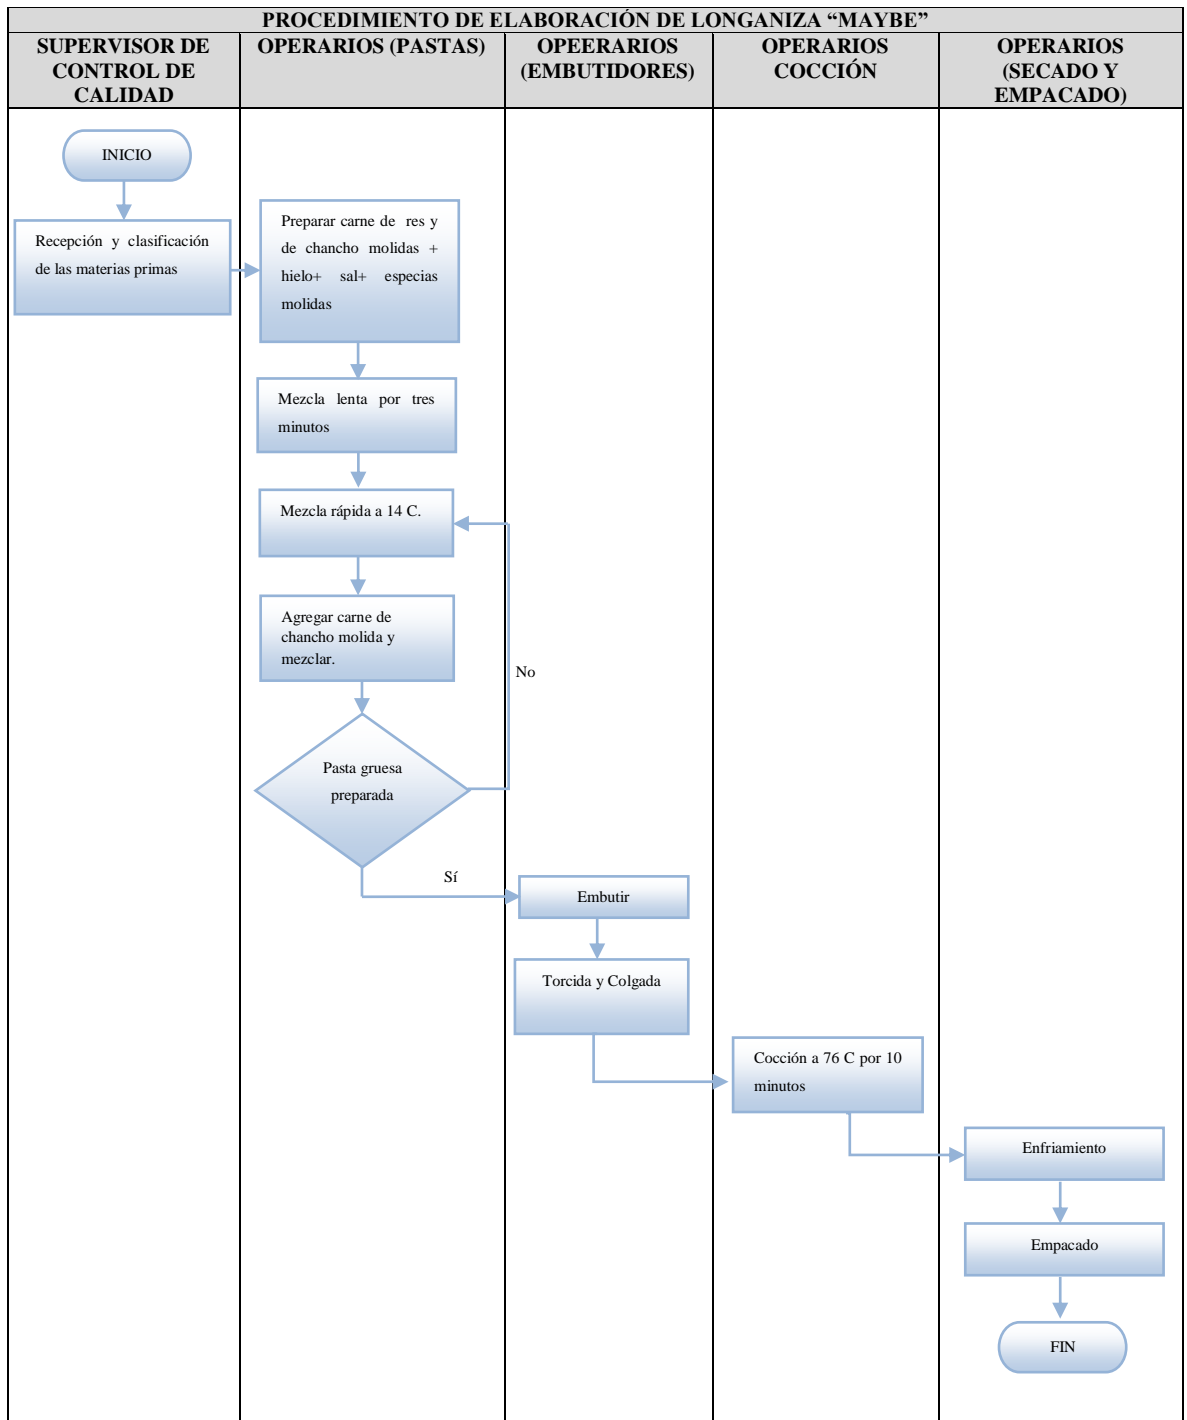 PROCEDIMIENTO DE ELABORACIÓN DE LONGANIZA “MAYBE”
SUPERVISOR DE
CONTROL DE
CALIDAD
OPERARIOS (PASTAS)
OPEERARIOS
(EMBUTIDORES)
OPERARIOS
COCCIÓN
OPERARIOS
(SECADO Y
EMPACADO)
INICIO
Recepción y clasificación
de las materias primas
Preparar carne de res y
de chancho molidas +
hielo+ sal+ especias
molidas
Mezcla lenta por tres
minutos
Mezcla rápida a 14 C.
Agregar carne de
chancho molida y
mezclar.
No
Pasta gruesa
preparada
Sí
Embutir
Torcida y Colgada
Cocción a 76 C por 10
minutos
Enfriamiento
Empacado
FIN